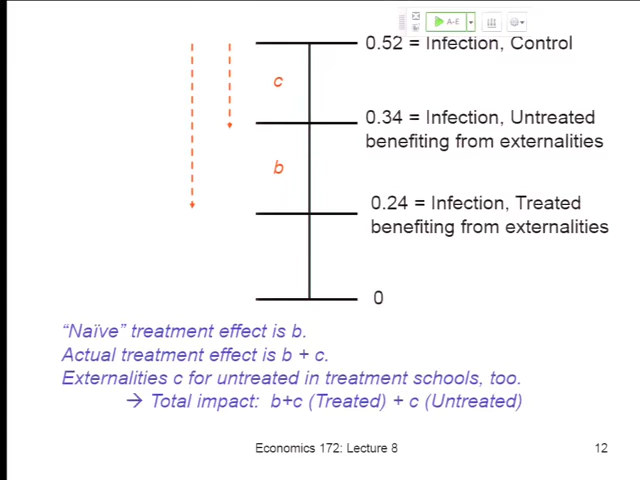 A-E
0.52 = Infection, Control
c
0.34 = Infection, Untreated
benefiting from externalities
b
0.24 = Infection, Treated
benefiting from externalities
0
“Naïve” treatment effect is b.
Actual treatment effect is b + c.
Externalities c for untreated in treatment schools, too.
→ Total impact: b+c (Treated) + c (Untreated)
Economics 172: Lecture 8
12